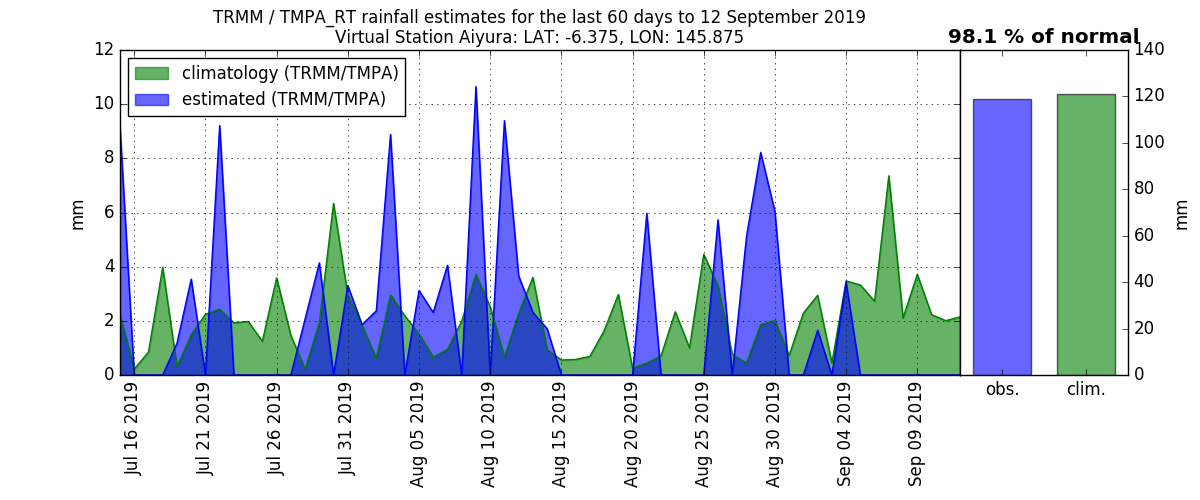 TRMM / TMPA_RT rainfall estimates for the last 60 days to 12 September 2019
Virtual Station Aiyura: LAT: -6.375, LON: 145.875
98.1 % of normal
climatology (TRMM/TMPA)
estimated (TRMM/TMPA)
mm
12
10
8
6
4
2
0
Jul 16 2019
Jul 21 2019
Jul 26 2019
Jul 31 2019
Aug 05 2019
Aug 10 2019
Aug 15 2019
Aug 20 2019
Aug 25 2019
Aug 30 2019
Sep 04 2019
Sep 09 2019
obs.
clim.
140
120
100
80
60
40
20
0
mm